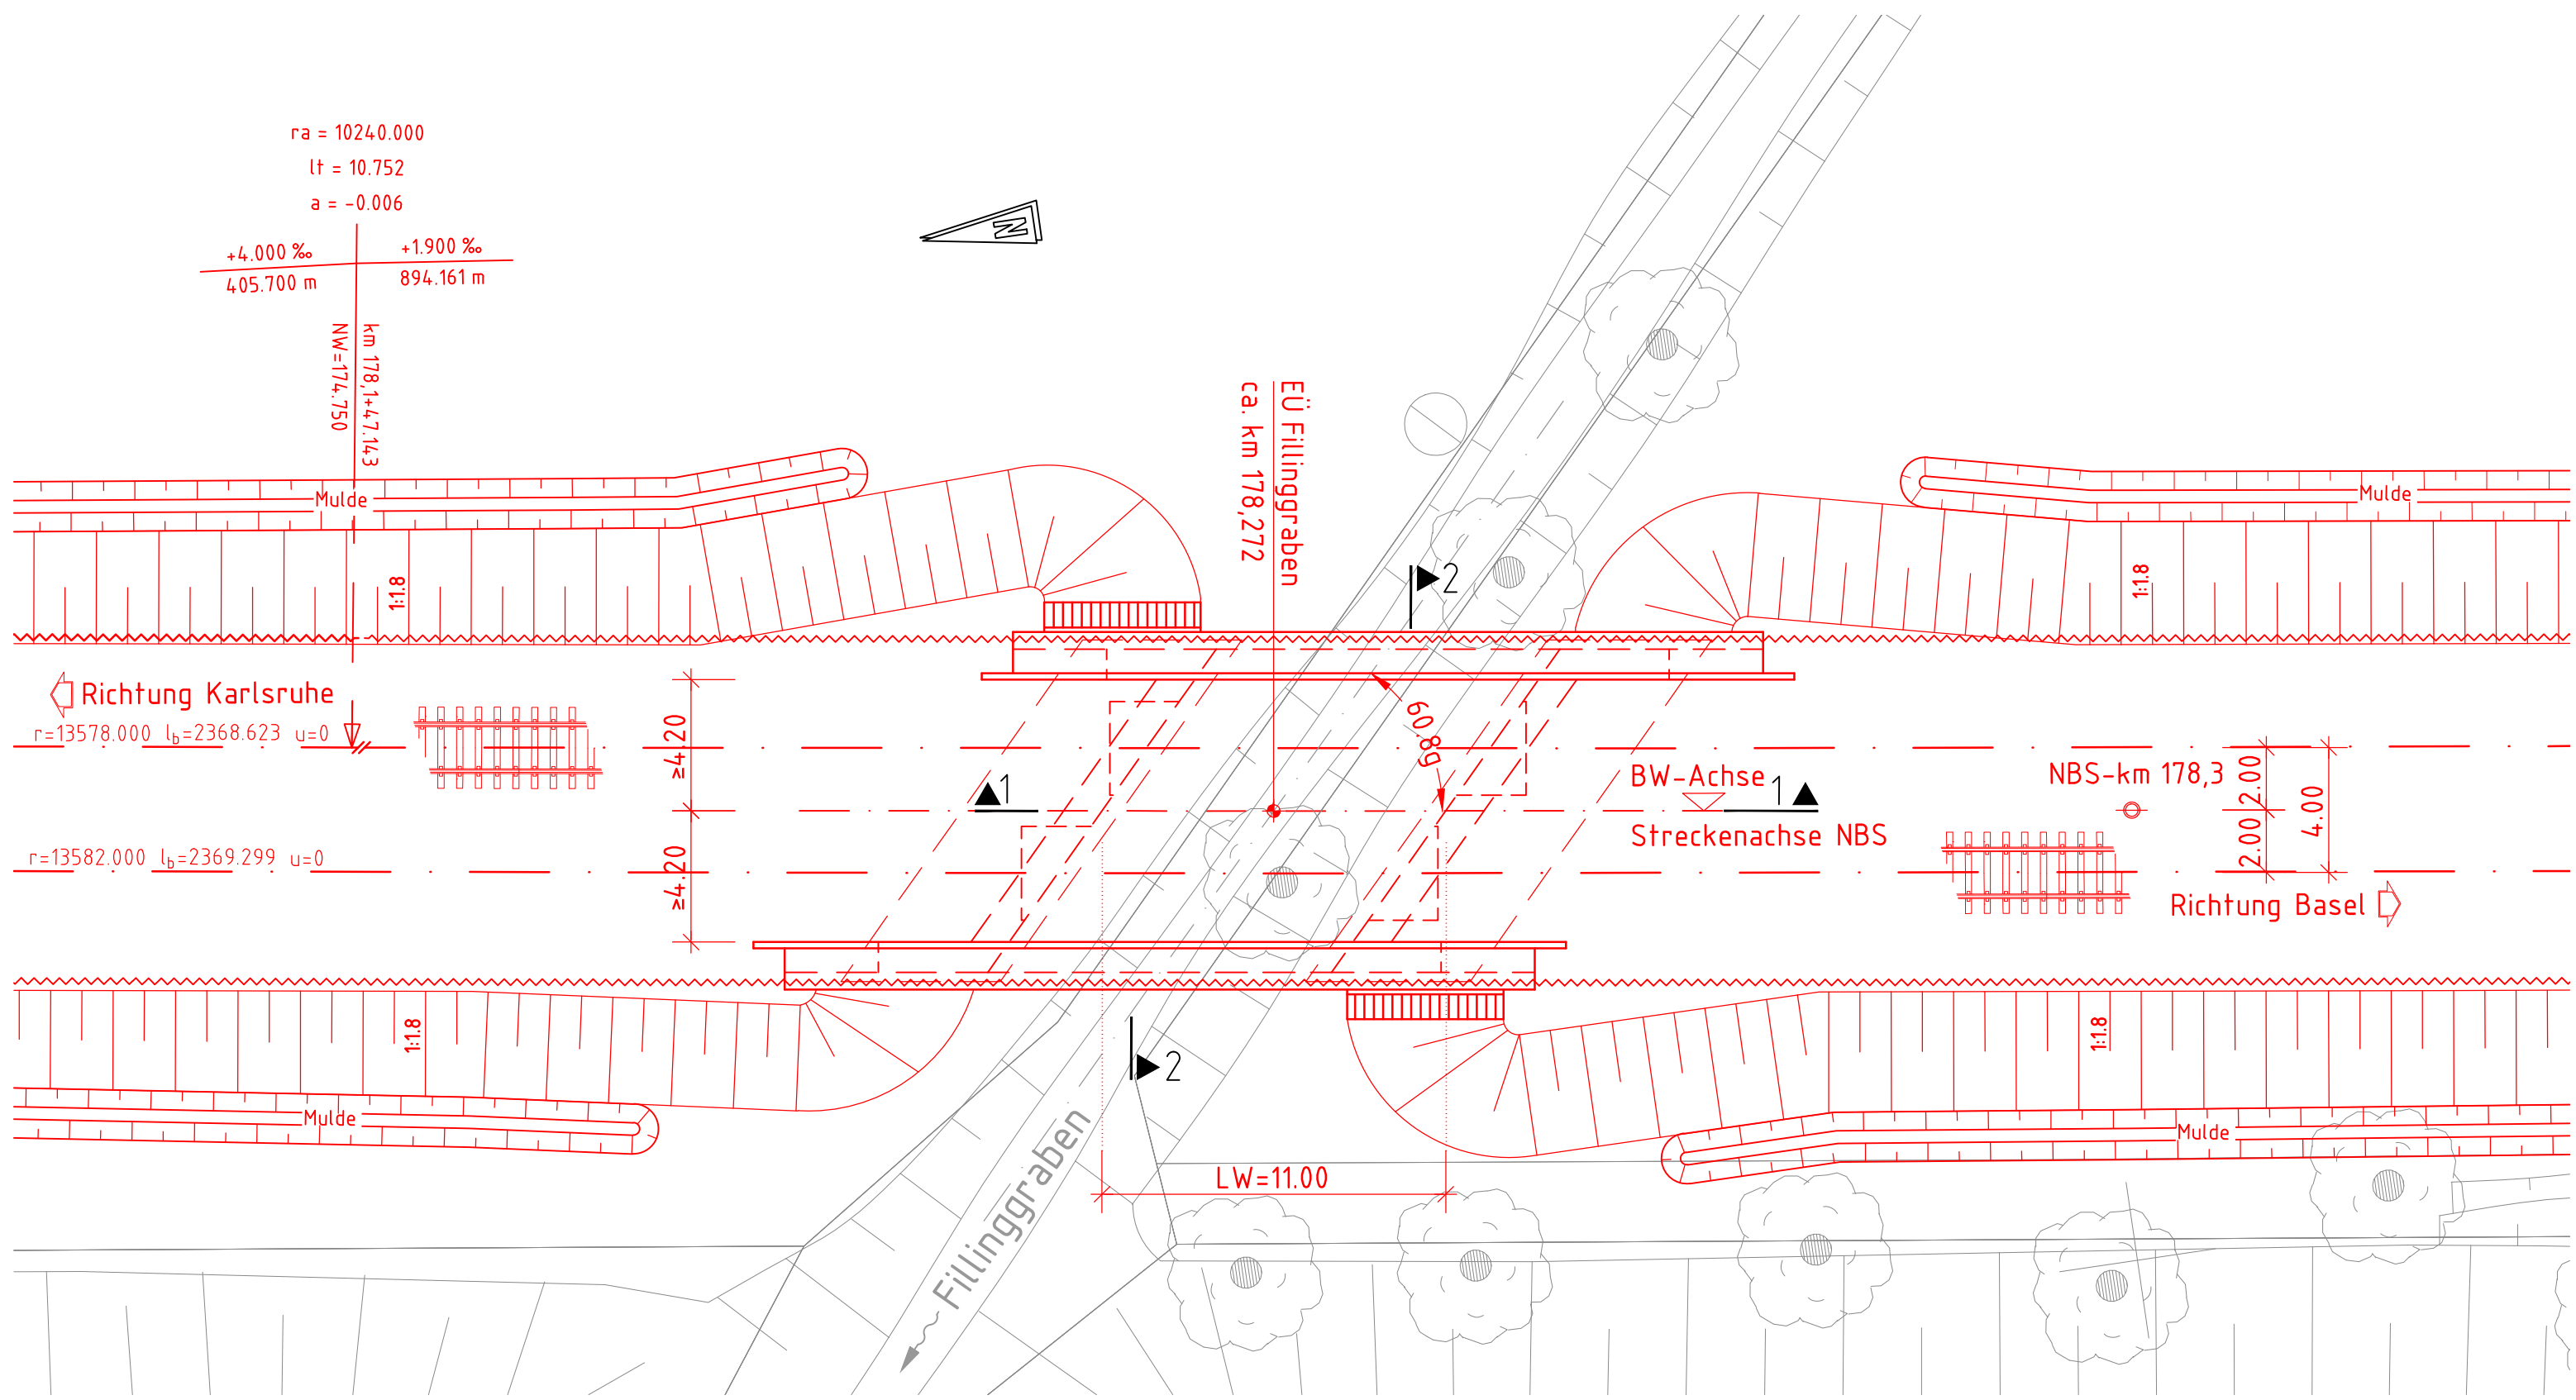 ra = 10240.000
lt = 10.752
a = -0.006
+4.000 ‰
+1.900 ‰
405.700 m
894.161 m
km 178,1+47.143
NW=174.750
N
EÜ Fillinggraben
ca. km 178,272
Mulde
Mulde
1:1.8
1:1.8
2
Richtung Karlsruhe
r=13578.000 lb=2368.623 u=0
≥4.20
60.8g
1
BW-Achse
1
NBS-km 178,3
2.00
4.00
Streckenachse NBS
2.00
r=13582.000 lb=2369.299 u=0
≥4.20
Richtung Basel
1:1.8
1:1.8
2
Mulde
Mulde
LW=11.00
Fillinggraben